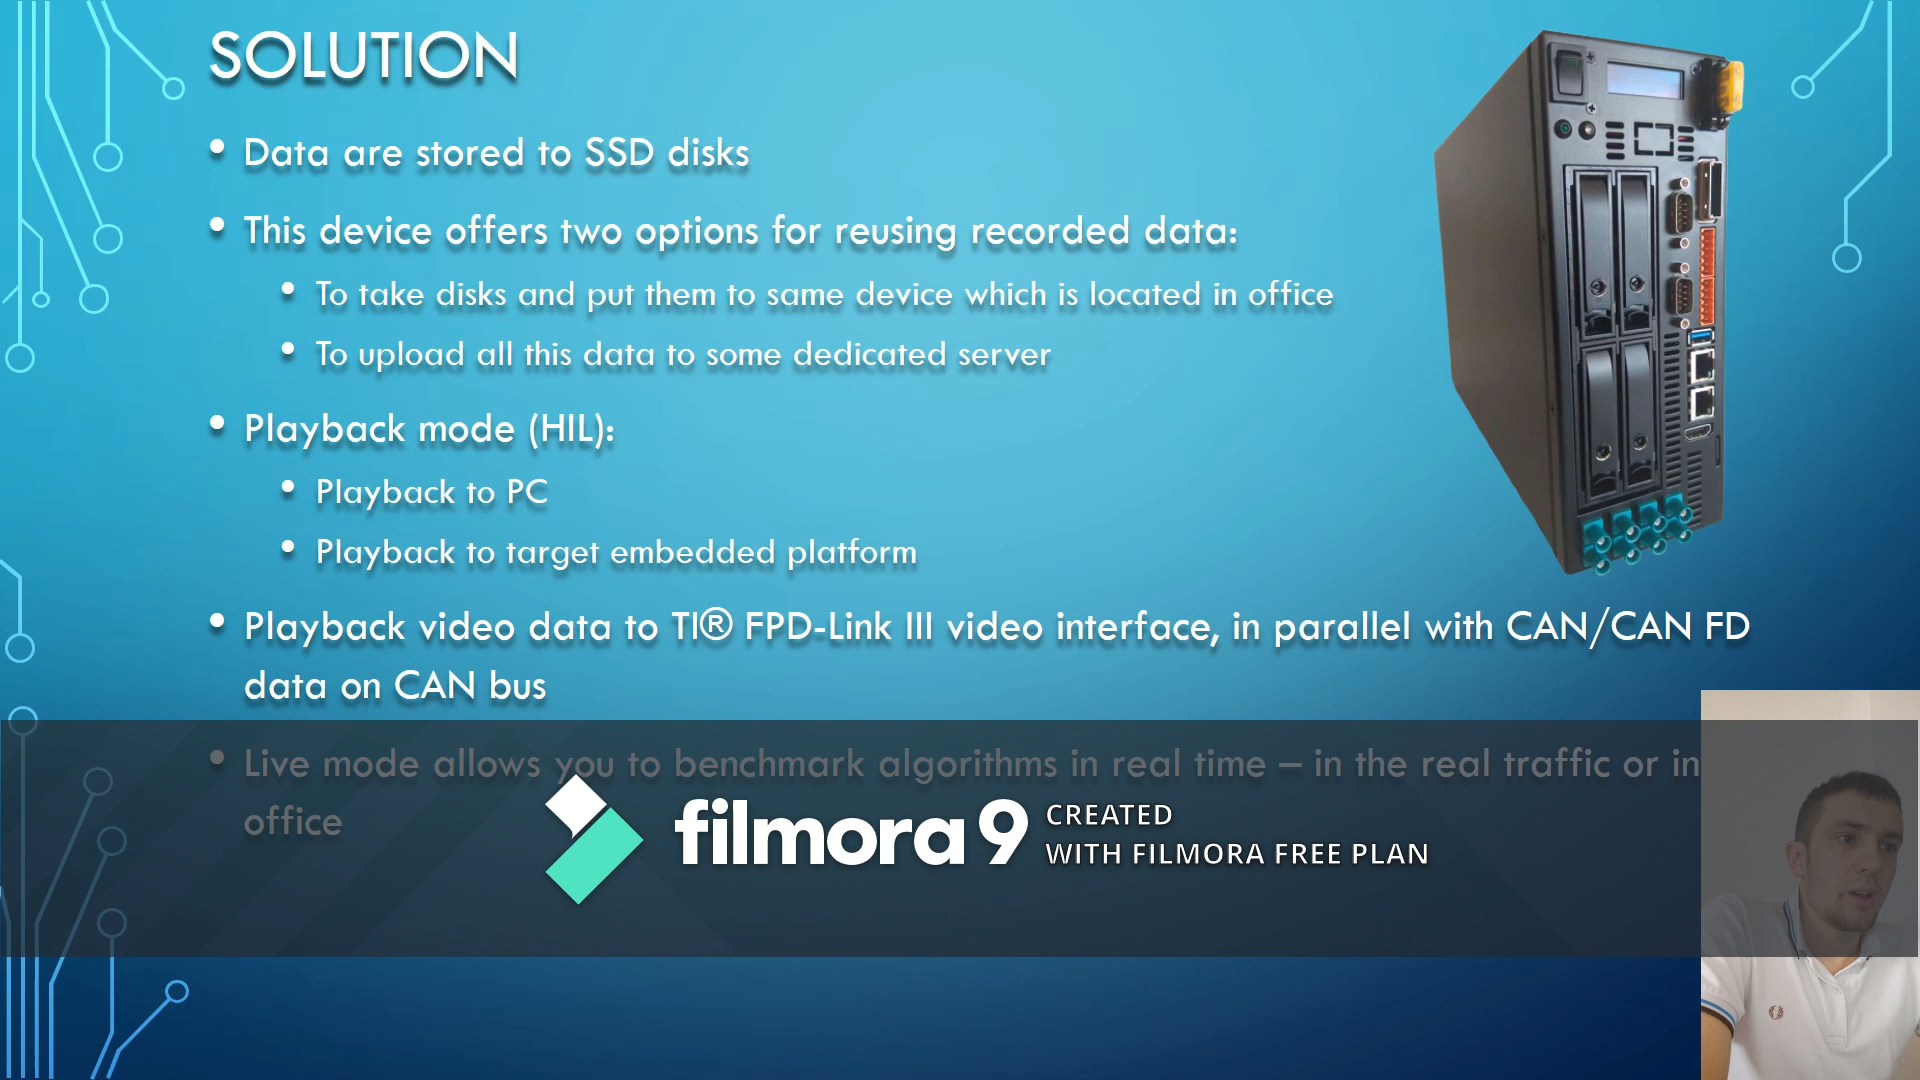 SOLUTION
• Data are stored to SSD disks
• This device offers two options for reusing recorded data:
• To take disks and put them to same device which is located in office
• To upload all this data to some dedicated server
• Playback mode (HIL):
• Playback to PC
• Playback to target embedded platform
• Playback video data to TI® FPD-Link III video interface, in parallel with CAN/CAN FD
data on CAN bus
• Live mode allows you to benchmark algorithms in real time – in the real traffic or in
office
filmora 9 CREATED
WITH FILMORA FREE PLAN